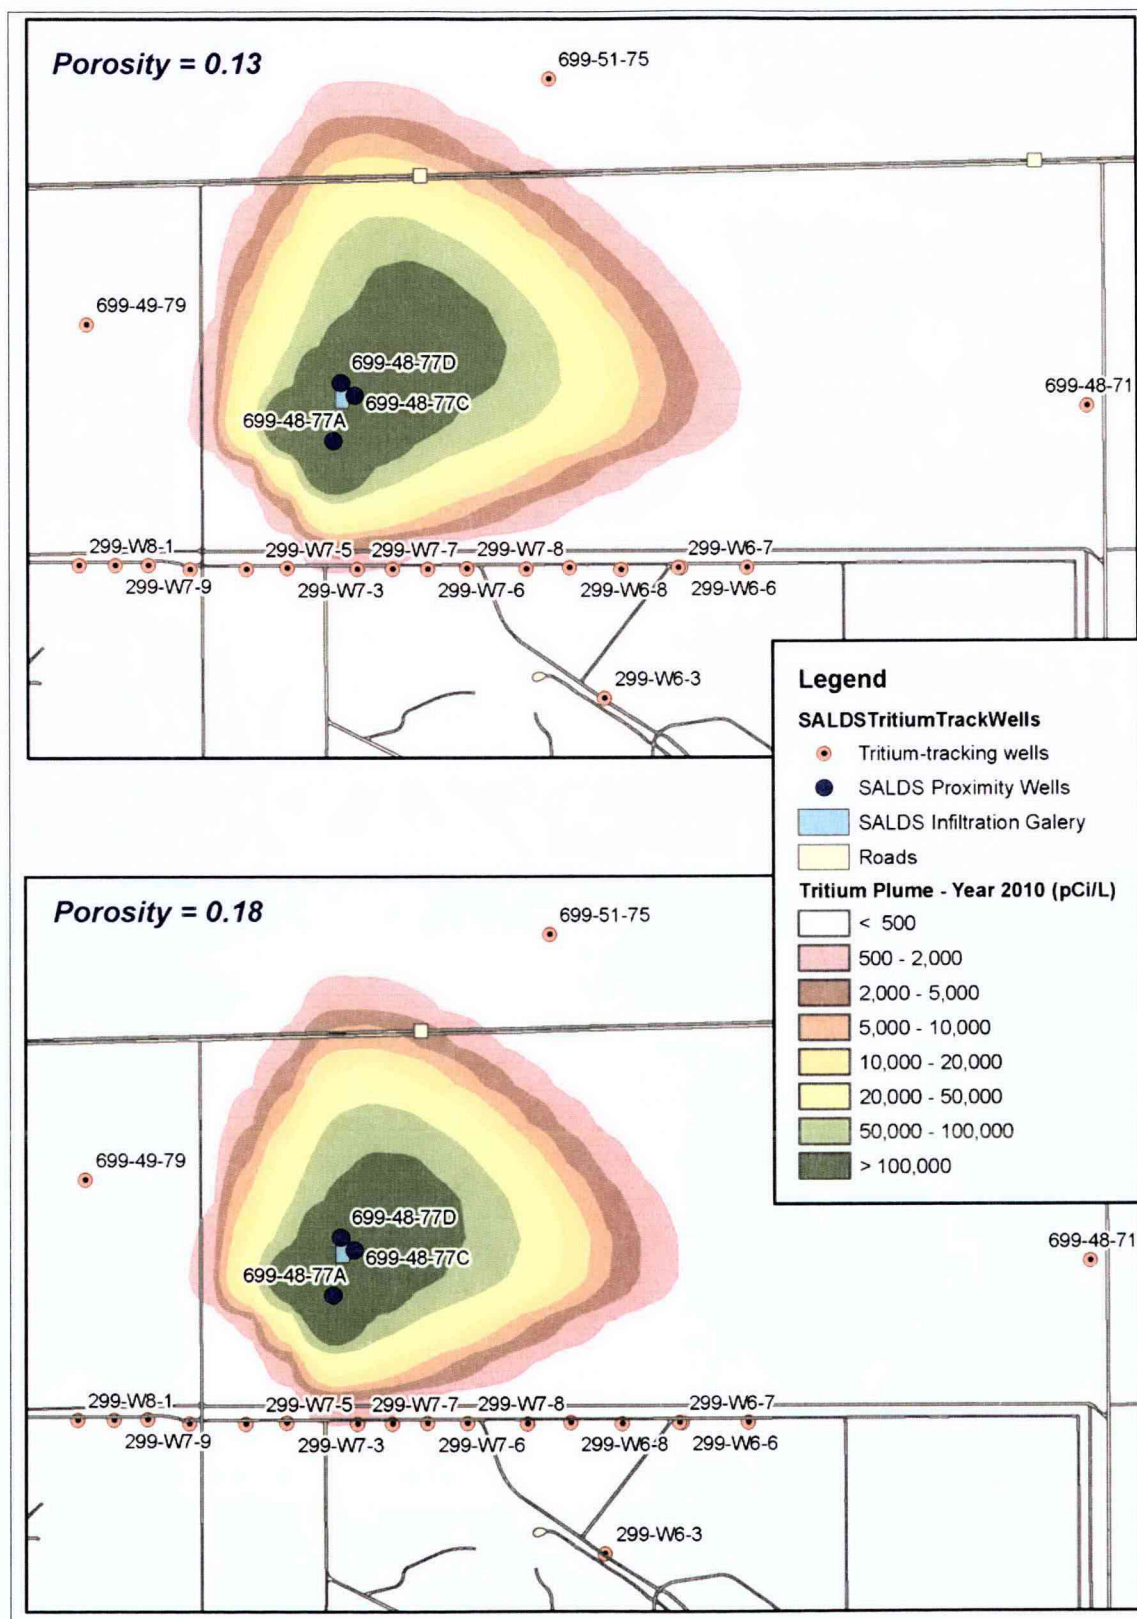 Porosity = 0.13
699-51-75
699-49-79
699-48-77D
699-48-71
699-48-77C
699-48-77A
299-W8-1
299-W7-5
299-W7-7
299-W7-8
299-W6-7
299-W7-9
299-W7-3
299-W7-6
299-W6-8
299-W6-6
299-W6-3
Legend
SALDSTritiumTrackWells
Tritium-tracking wells
SALDS Proximity Wells
SALDS Infiltration Galery
Roads
Tritium Plume - Year 2010 (pCi/L)
< 500
500 - 2,000
2,000 - 5,000
5,000 - 10,000
10,000 - 20,000
20,000 - 50,000
50,000 - 100,000
> 100,000
Porosity = 0.18
699-51-75
699-49-79
699-48-77D
699-48-71
699-48-77C
699-48-77A
299-W8-1
299-W7-5
299-W7-7
299-W7-8
299-W6-7
299-W7-9
299-W7-3
299-W7-6
299-W6-8
299-W6-6
299-W6-3